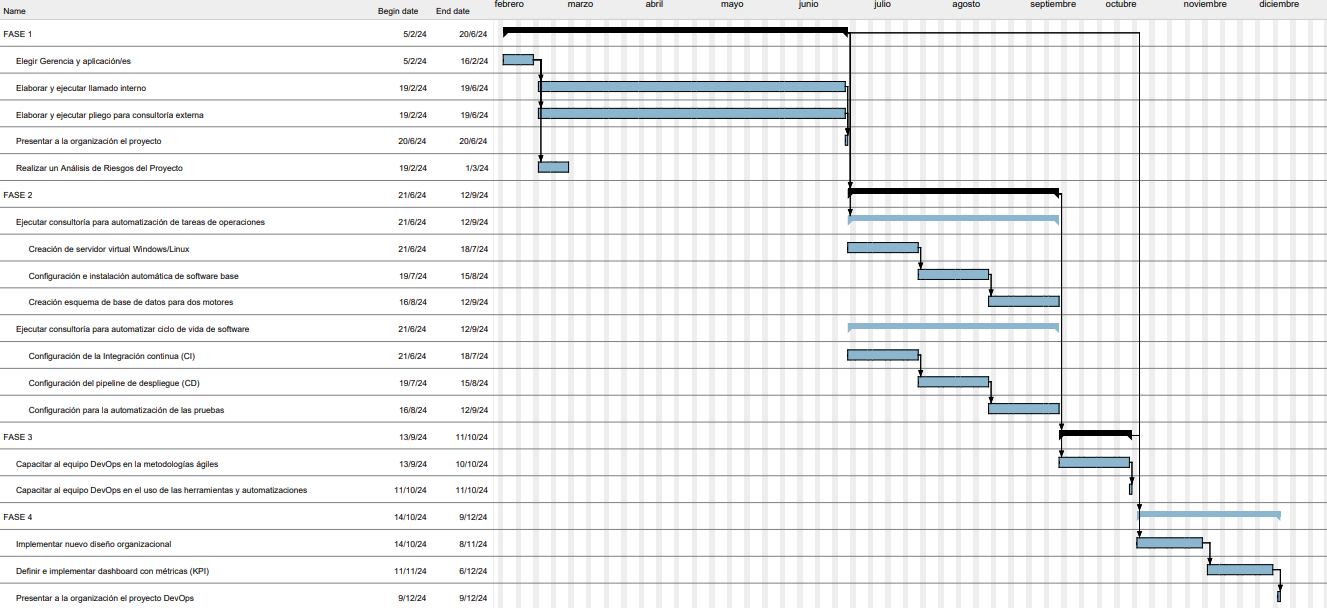 Name Begin date End date febrero marzo abril mayo junio julio agosto septiembre octubre noviembre diciembre
FASE 1 5/2/24 20/6/24
Elegir Gerencia y aplicación/es 5/2/24 16/2/24
Elaborar y ejecutar llamado interno 19/2/24 19/6/24
Elaborar y ejecutar pliego para consultoría externa 19/2/24 19/6/24
Presentar a la organización el proyecto 20/6/24 20/6/24
Realizar un Análisis de Riesgos del Proyecto 19/2/24 1/3/24
FASE 2 21/6/24 12/9/24
Ejecutar consultoría para automatización de tareas de operaciones 21/6/24 12/9/24
Creación de servidor virtual Windows/Linux 21/6/24 18/7/24
Configuración e instalación automática de software base 19/7/24 15/8/24
Creación esquema de base de datos para dos motores 16/8/24 12/9/24
Ejecutar consultoría para automatizar ciclo de vida de software 21/6/24 12/9/24
Configuración de la Integración continua (CI) 21/6/24 18/7/24
Configuración del pipeline de despliegue (CD) 19/7/24 15/8/24
Configuración para la automatización de las pruebas 16/8/24 12/9/24
FASE 3 13/9/24 11/10/24
Capacitar al equipo DevOps en la metodologías ágiles 13/9/24 10/10/24
Capacitar al equipo DevOps en el uso de las herramientas y automatizaciones 11/10/24 11/10/24
FASE 4 14/10/24 9/12/24
Implementar nuevo diseño organizacional 14/10/24 8/11/24
Definir e implementar dashboard con métricas (KPI) 11/11/24 6/12/24
Presentar a la organización el proyecto DevOps 9/12/24 9/12/24